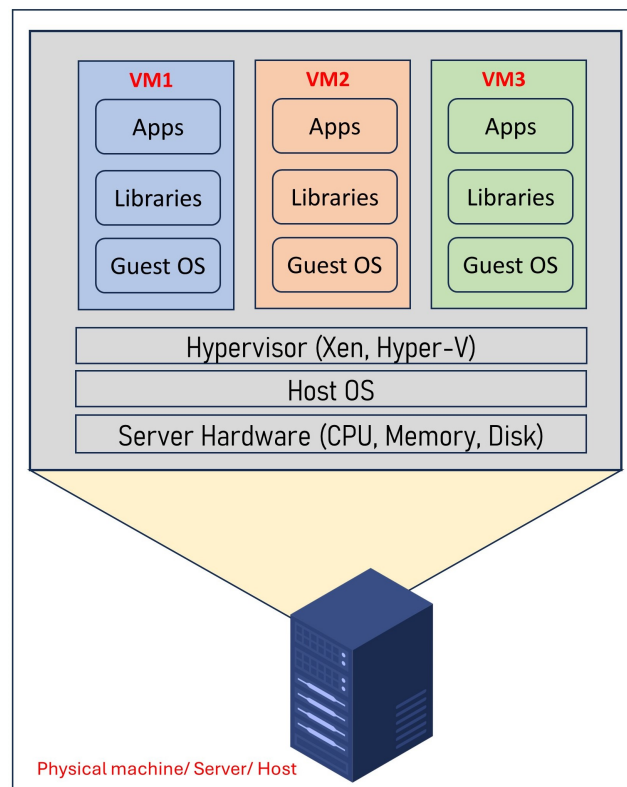 VM1
Apps
Libraries
Guest OS
VM2
Apps
Libraries
Guest OS
VM3
Apps
Libraries
Guest OS
Hypervisor (Xen, Hyper-V)
Host OS
Server Hardware (CPU, Memory, Disk)
Physical machine/ Server/ Host